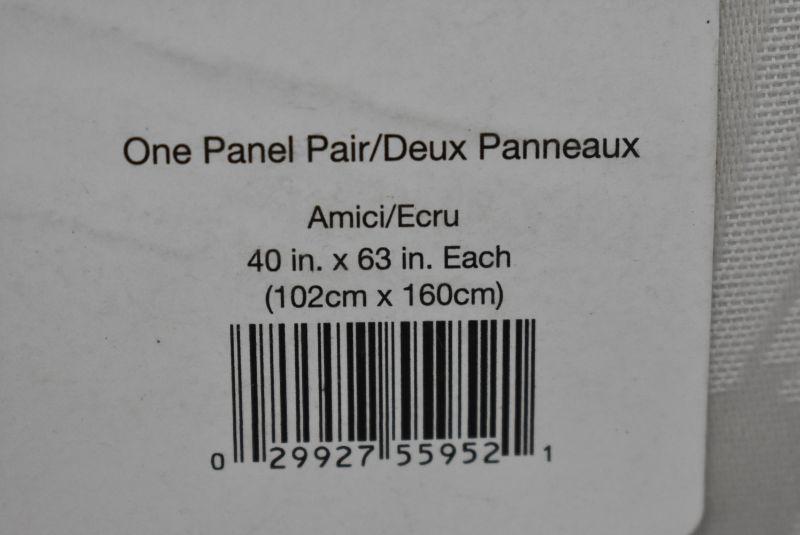 One Panel Pair/Deux Panneaux
Amici/Ecru
40 in. x 63 in. Each
(102cm x 160cm)
0 29927 55952 1